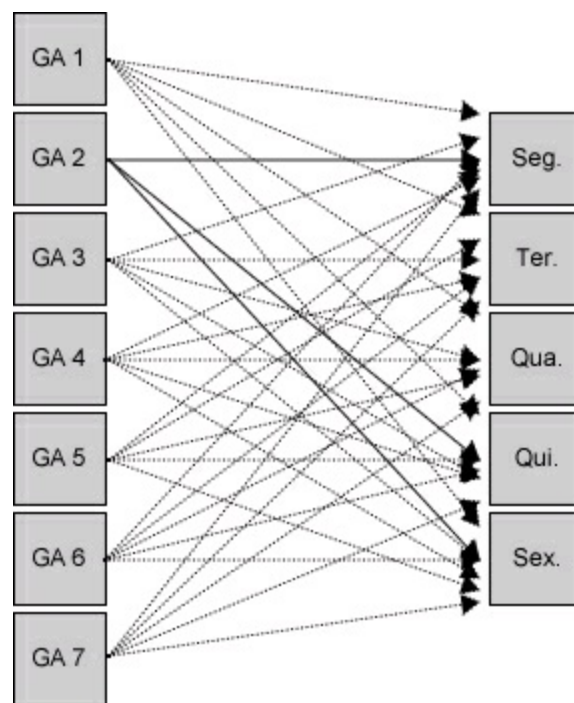 GA 1
GA 2
GA 3
GA 4
GA 5
GA 6
GA 7
Seg.
Ter.
Qua.
Qui.
Sex.